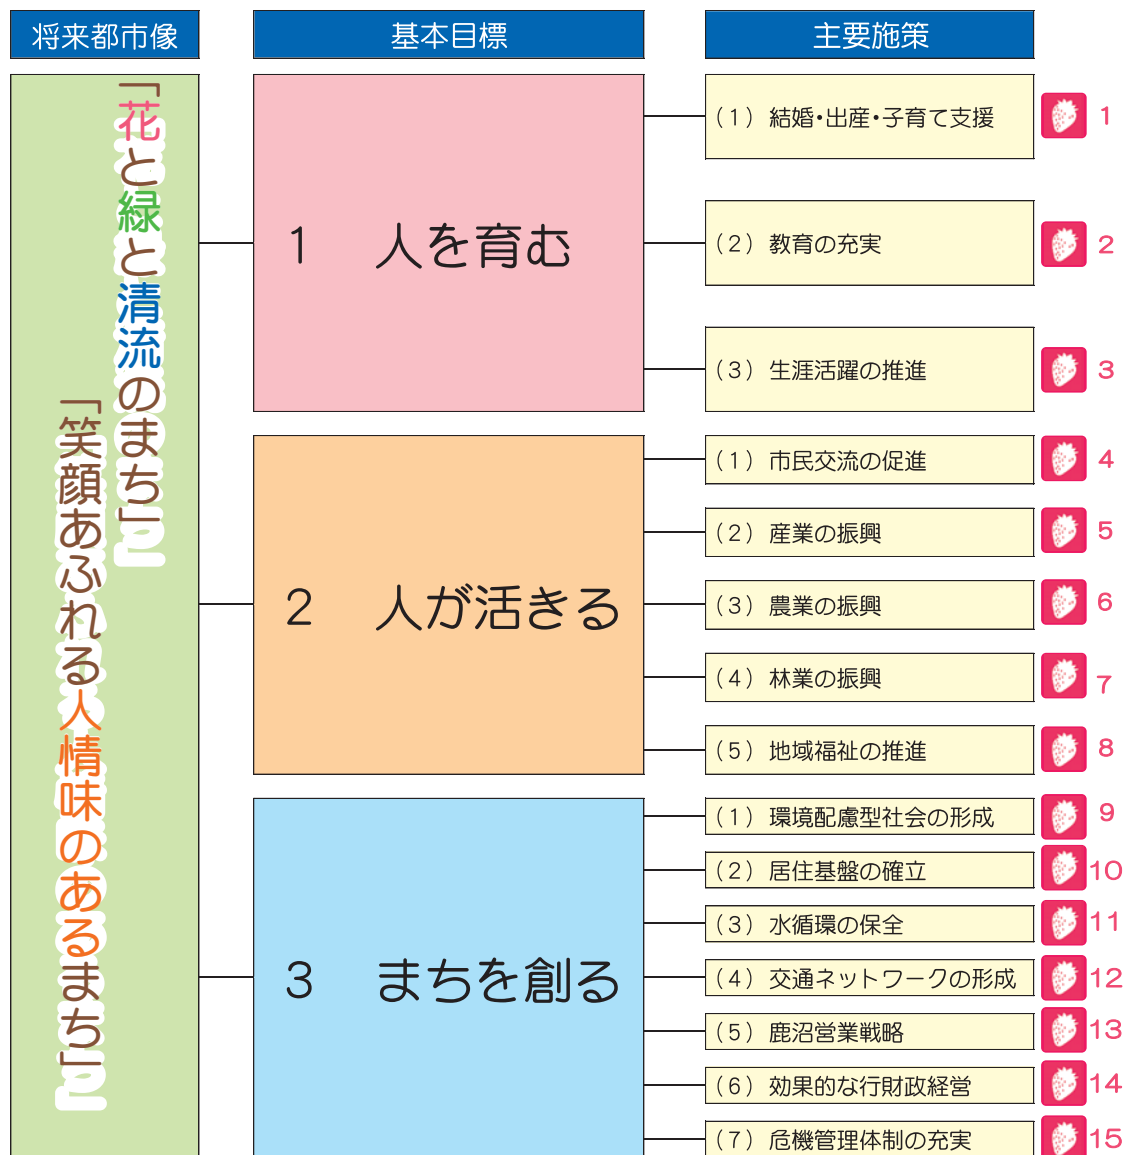 将来都市像
基本目標
主要施策
「花と緑と清流のまち」
「笑顔あふれる人情味のあるまち」
1 人を育む
(1) 結婚・出産・子育て支援
1
(2) 教育の充実
2
(3) 生涯活躍の推進
3
2 人が活きる
(1) 市民交流の促進
4
(2) 産業の振興
5
(3) 農業の振興
6
(4) 林業の振興
7
(5) 地域福祉の推進
8
3 まちを創る
(1) 環境配慮型社会の形成
9
(2) 居住基盤の確立
10
(3) 水循環の保全
11
(4) 交通ネットワークの形成
12
(5) 鹿沼営業戦略
13
(6) 効果的な行財政経営
14
(7) 危機管理体制の充実
15